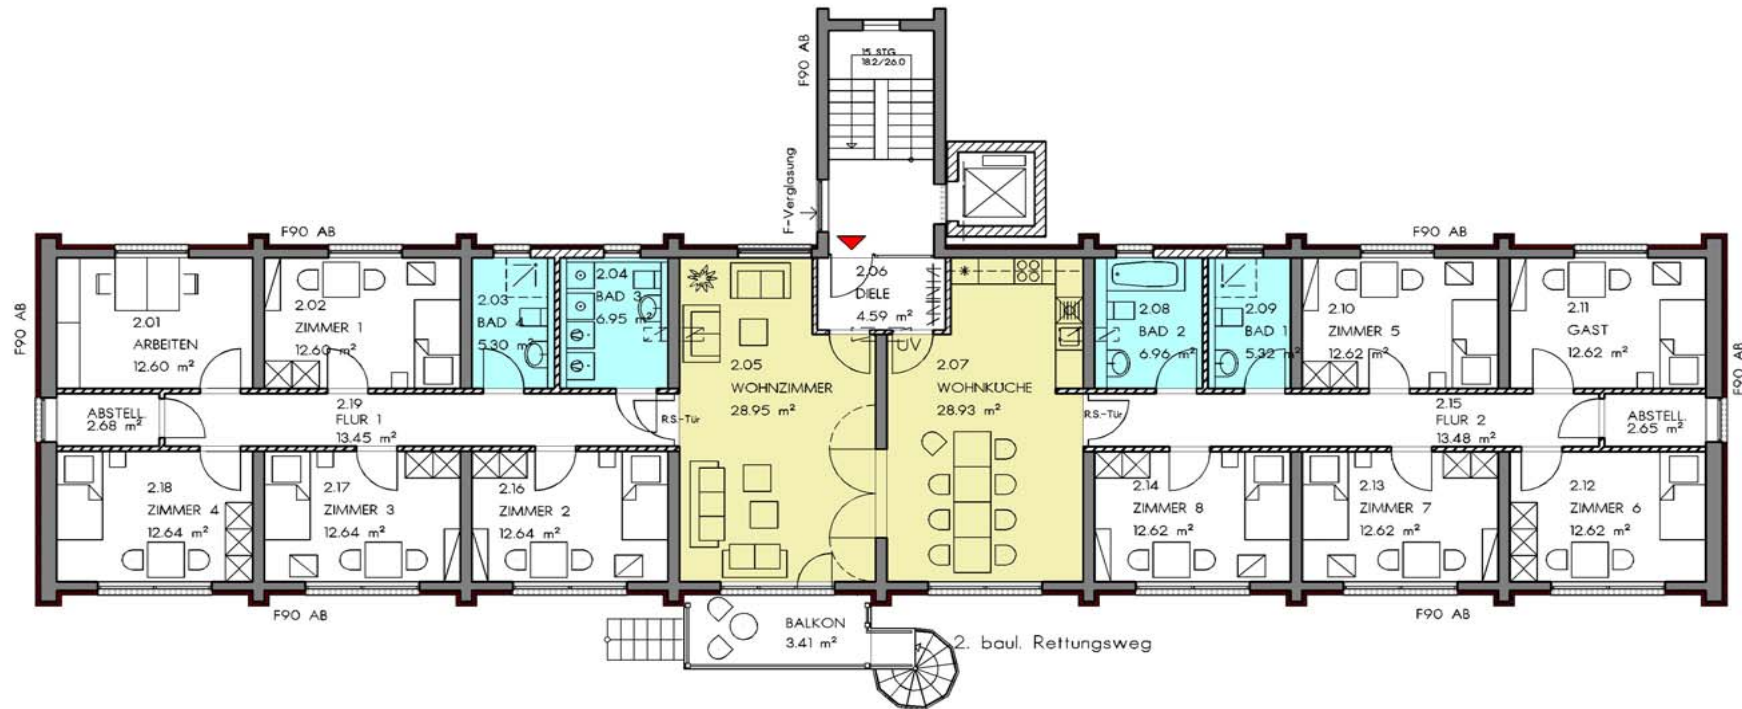 15 STG
18.2/26.0
F90 AB
F-Verglasung
F90 AB
F90 AB
F90 AB
F90 AB
2.01
ARBEITEN
12.60 m²
2.02
ZIMMER 1
12.60 m²
2.03
BAD 4
5.30 m²
2.04
BAD 3
6.95 m²
2.05
WOHNZIMMER
28.95 m²
2.06
DIELE
4.59 m²
UV
2.07
WOHNKÜCHE
28.93 m²
2.08
BAD 2
6.96 m²
2.09
BAD 1
5.32 m²
2.10
ZIMMER 5
12.62 m²
2.11
GAST
12.62 m²
ABSTELL.
2.68 m²
2.19
FLUR 1
13.45 m²
R.S.-Tür
R.S.-Tür
2.15
FLUR 2
13.48 m²
ABSTELL.
2.65 m²
2.18
ZIMMER 4
12.64 m²
2.17
ZIMMER 3
12.64 m²
2.16
ZIMMER 2
12.64 m²
2.14
ZIMMER 8
12.62 m²
2.13
ZIMMER 7
12.62 m²
2.12
ZIMMER 6
12.62 m²
F90 AB
F90 AB
BALKON
3.41 m²
2. baul. Rettungsweg